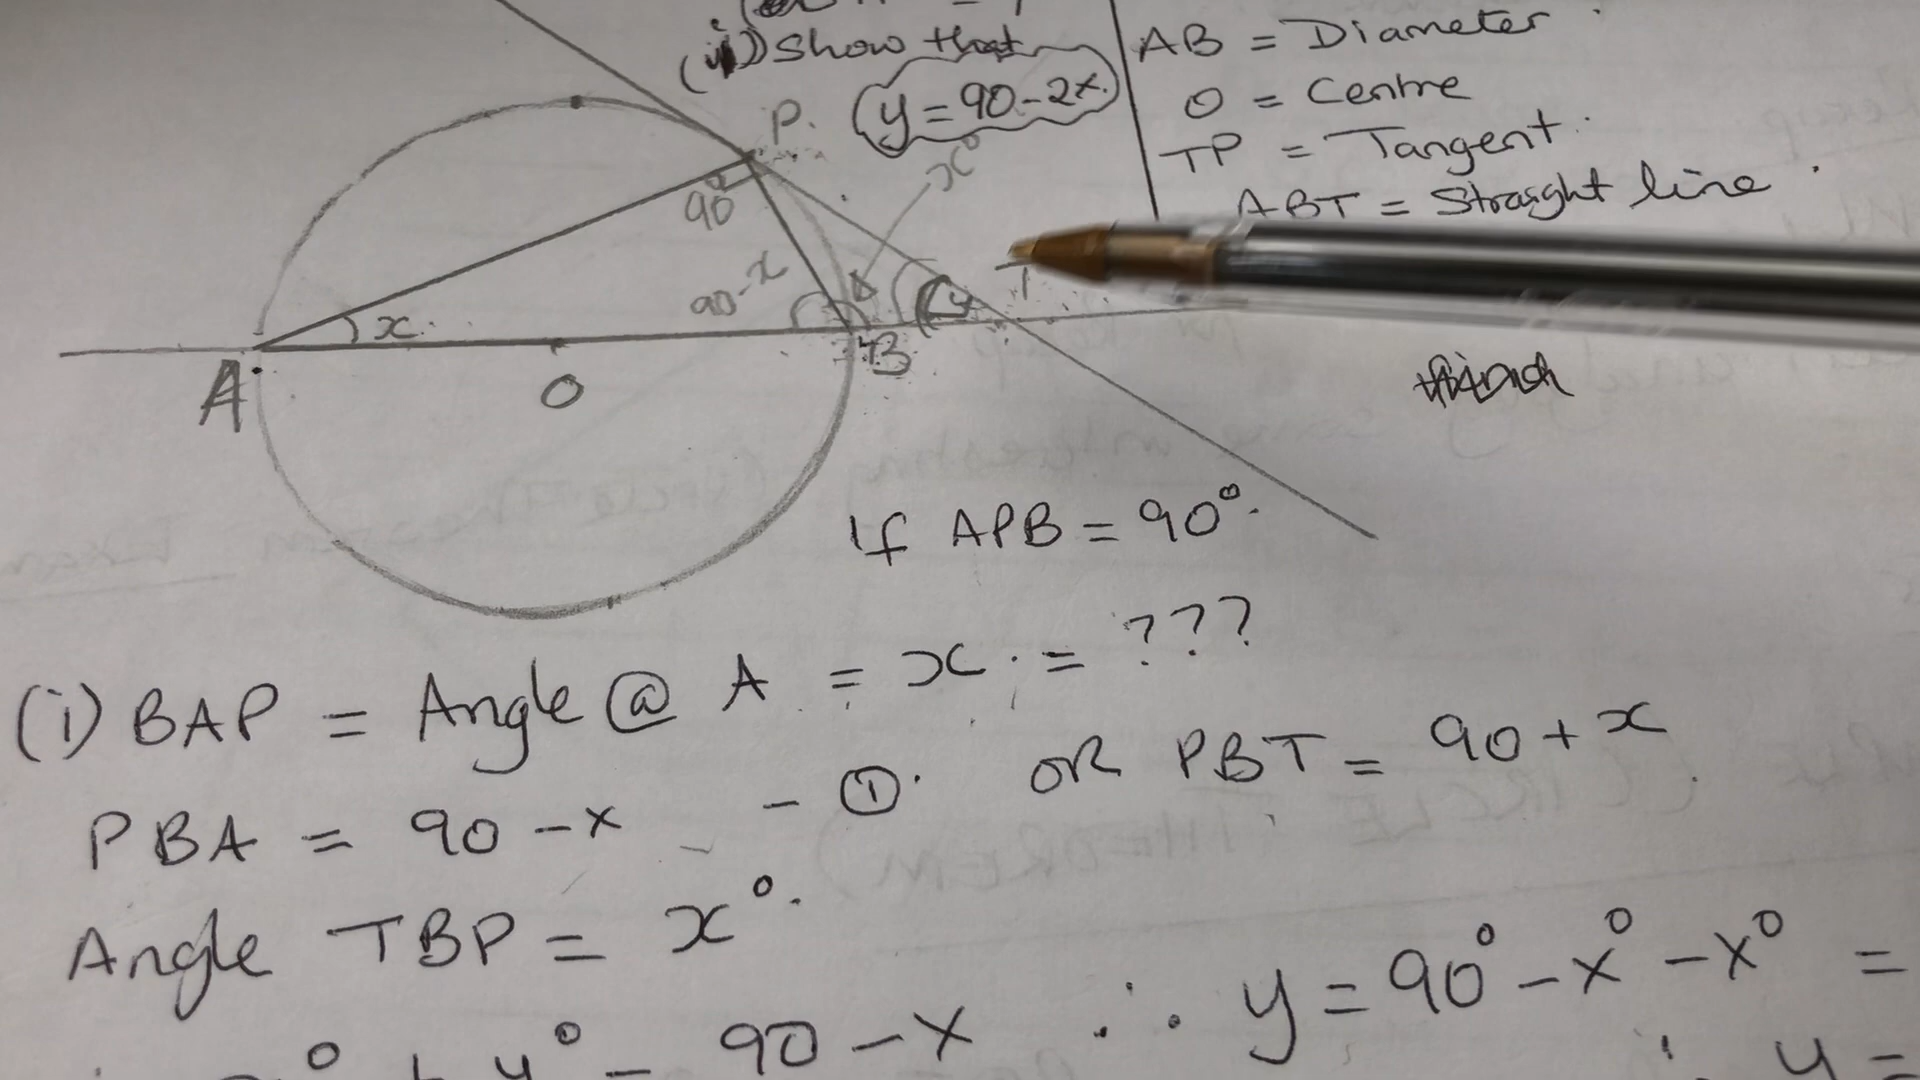 (ii) Show that
y = 90 - 2x.
AB = Diameter
O = Centre
TP = Tangent.
ABT = Straight line
P.
x°
90°
90-x
x
y
T
A
O
B
If APB = 90°.
(i) BAP = Angle @ A = x. = ???
PBA = 90 - x - ①. OR PBT = 90 + x
Angle TBP = x°.
∴ y = 90° - x° - x° =
y° = 90 - x
∴ y =